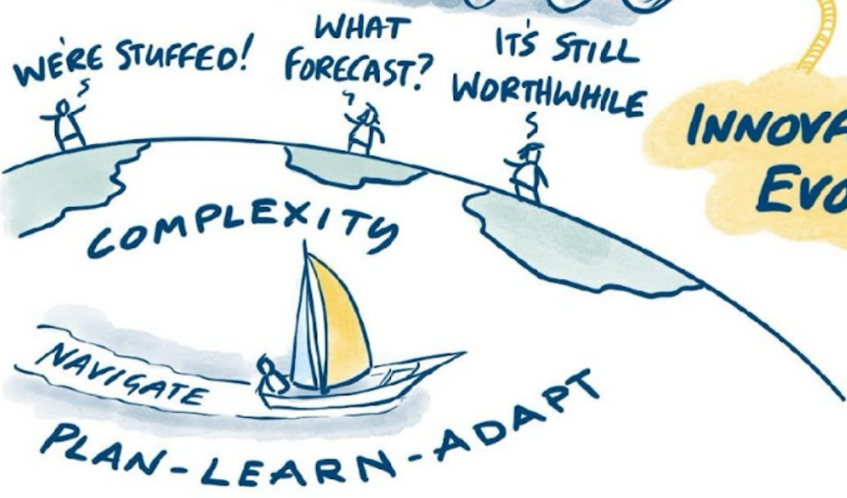 WE'RE STUFFED!
WHAT
FORECAST?
IT'S STILL
WORTHWHILE
COMPLEXITY
NAVIGATE
PLAN-LEARN-ADAPT